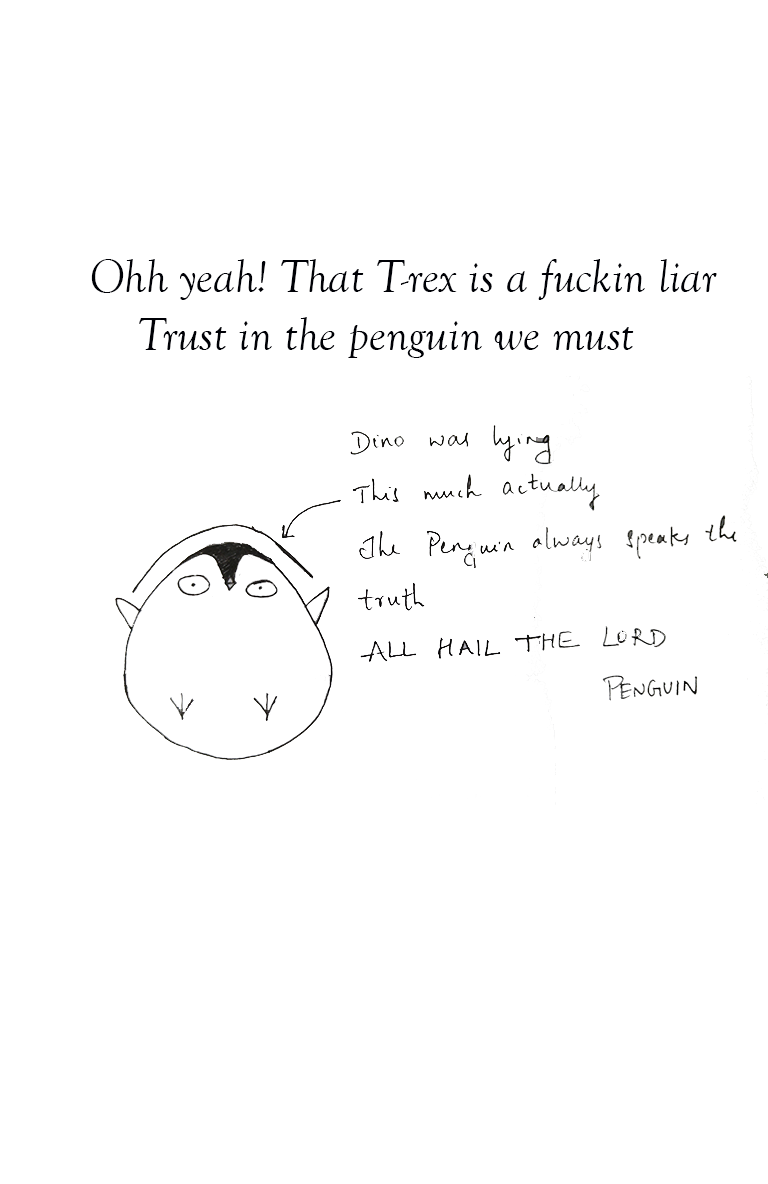 Ohh yeah! That T-rex is a fuckin liar
Trust in the penguin we must
Dino was lying
This much actually
The Penguin always speaks the
truth
ALL HAIL THE LORD
PENGUIN